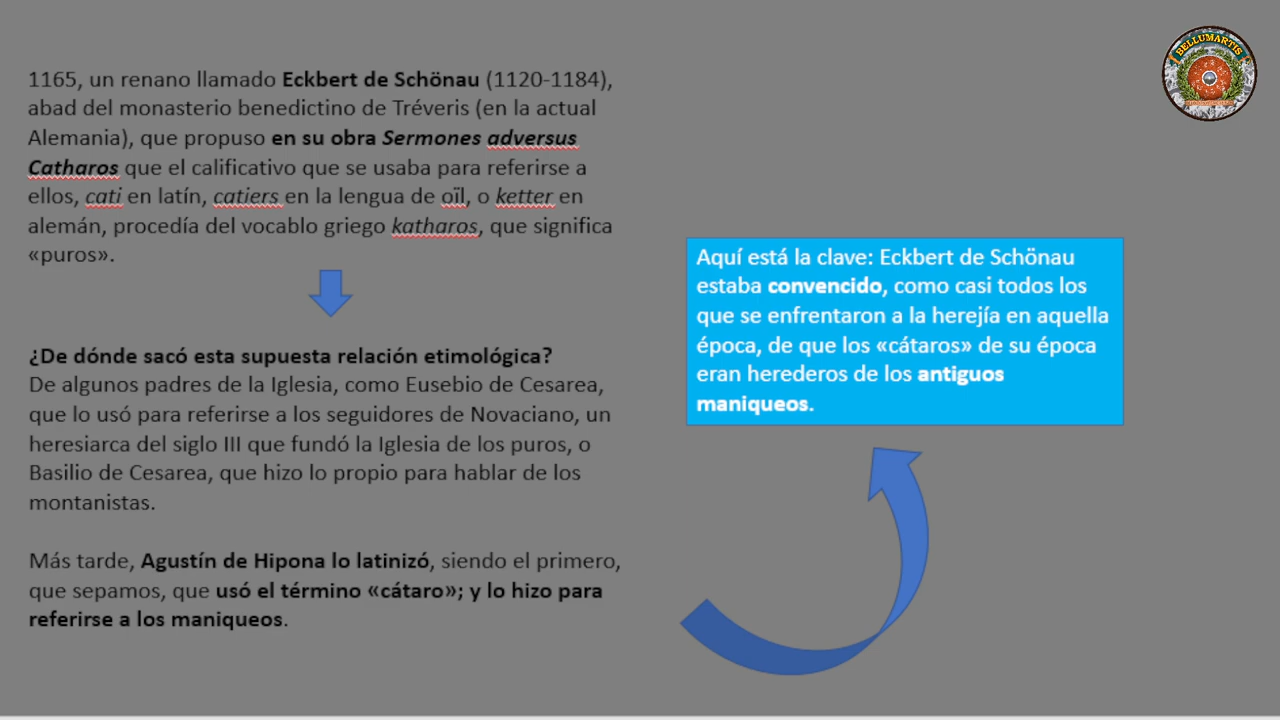 BELLUMARTIS
1165, un renano llamado Eckbert de Schönau (1120-1184),
abad del monasterio benedictino de Tréveris (en la actual
Alemania), que propuso en su obra Sermones adversus
Catharos que el calificativo que se usaba para referirse a
ellos, cati en latín, catiers en la lengua de oïl, o ketter en
alemán, procedía del vocablo griego katharos, que significa
«puros».
¿De dónde sacó esta supuesta relación etimológica?
De algunos padres de la Iglesia, como Eusebio de Cesarea,
que lo usó para referirse a los seguidores de Novaciano, un
heresiarca del siglo III que fundó la Iglesia de los puros, o
Basilio de Cesarea, que hizo lo propio para hablar de los
montanistas.
Más tarde, Agustín de Hipona lo latinizó, siendo el primero,
que sepamos, que usó el término «cátaro»; y lo hizo para
referirse a los maniqueos.
Aquí está la clave: Eckbert de Schönau
estaba convencido, como casi todos los
que se enfrentaron a la herejía en aquella
época, de que los «cátaros» de su época
eran herederos de los antiguos
maniqueos.